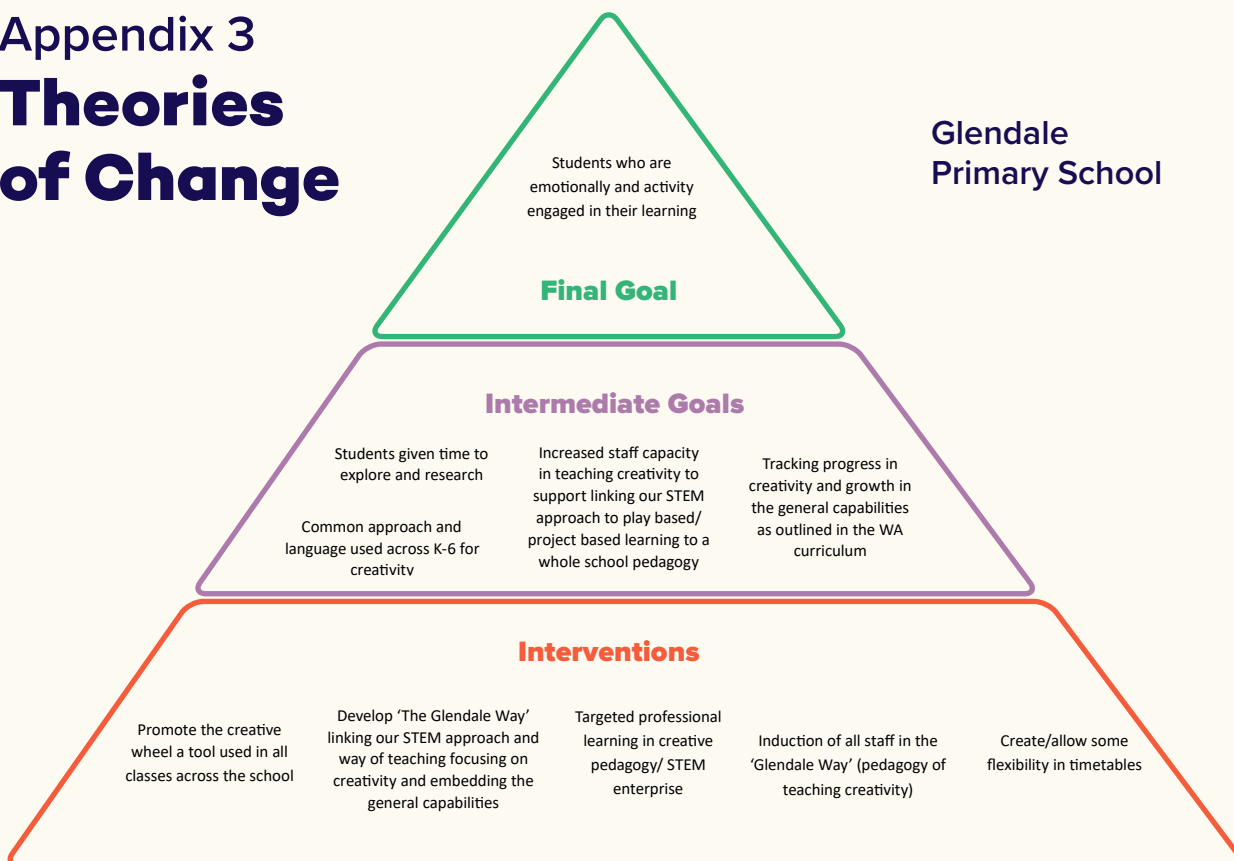 Appendix 3
Theories
of Change
Glendale
Primary School
Students who are
emotionally and activity
engaged in their learning
Final Goal
Intermediate Goals
Students given time to
explore and research
Common approach and
language used across K-6 for
creativity
Increased staff capacity
in teaching creativity to
support linking our STEM
approach to play based/
project based learning to a
whole school pedagogy
Tracking progress in
creativity and growth in
the general capabilities
as outlined in the WA
curriculum
Interventions
Promote the creative
wheel a tool used in all
classes across the school
Develop ‘The Glendale Way’
linking our STEM approach and
way of teaching focusing on
creativity and embedding the
general capabilities
Targeted professional
learning in creative
pedagogy/ STEM
enterprise
Induction of all staff in the
‘Glendale Way’ (pedagogy of
teaching creativity)
Create/allow some
flexibility in timetables